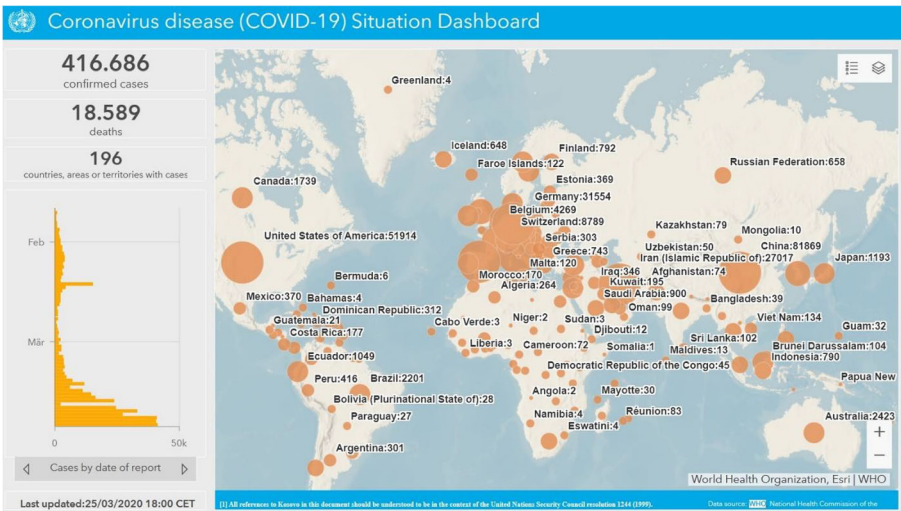 Coronavirus disease (COVID-19) Situation Dashboard
416.686
confirmed cases
18.589
deaths
196
countries, areas or territories with cases
Feb
Mär
0
50k
Cases by date of report
Last updated:25/03/2020 18:00 CET
Greenland:4
Iceland:648
Finland:792
Faroe Islands:122
Russian Federation:658
Canada:1739
Estonia:369
Germany:31554
Belgium:4269
Switzerland:8789
Kazakhstan:79
Mongolia:10
United States of America:51914
Serbia:303
Uzbekistan:50
China:81869
Greece:743
Iran (Islamic Republic of):27017
Japan:1193
Malta:120
Bermuda:6
Morocco:170
Iraq:346
Afghanistan:74
Algeria:264
Kuwait:195
Mexico:370
Bahamas:4
Saudi Arabia:900
Bangladesh:39
Dominican Republic:312
Oman:99
Guatemala:21
Cabo Verde:3
Niger:2
Sudan:3
Viet Nam:134
Guam:32
Costa Rica:177
Djibouti:12
Liberia:3
Cameroon:72
Somalia:1
Sri Lanka:102
Maldives:13
Brunei Darussalam:104
Ecuador:1049
Indonesia:790
Democratic Republic of the Congo:45
Peru:416
Brazil:2201
Papua New
Angola:2
Mayotte:30
Bolivia (Plurinational State of):28
Paraguay:27
Namibia:4
Réunion:83
Eswatini:4
Australia:2423
Argentina:301
+
−
World Health Organization, Esri | WHO
[1] All references to Kosovo in this document should be understood to be in the context of the United Nations Security Council resolution 1244 (1999).
Data source: WHO National Health Commission of the